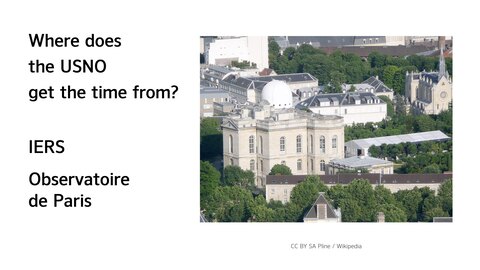 Where does
the USNO
get the time from?
IERS
Observatoire
de Paris
CC BY SA Pline / Wikipedia